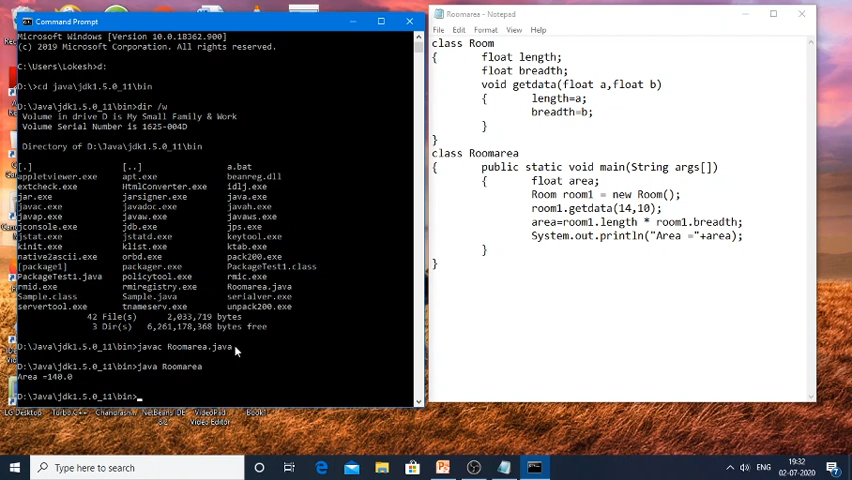 Command Prompt
Microsoft Windows [Version 10.0.18362.900]
(c) 2019 Microsoft Corporation. All rights reserved.
C:\Users\Lokesh>d:
D:\>cd java\jdk1.5.0_11\bin
D:\Java\jdk1.5.0_11\bin>dir /w
Volume in drive D is My Small Family & Work
Volume Serial Number is 1625-004D
Directory of D:\Java\jdk1.5.0_11\bin
[.] [..] a.bat
appletviewer.exe apt.exe beanreg.dll
extcheck.exe HtmlConverter.exe idlj.exe
jar.exe jarsigner.exe java.exe
javac.exe javadoc.exe javah.exe
javap.exe javaw.exe javaws.exe
jconsole.exe jdb.exe jps.exe
jstat.exe jstatd.exe keytool.exe
kinit.exe klist.exe ktab.exe
native2ascii.exe orbd.exe pack200.exe
[package1] packager.exe PackageTest1.class
PackageTest1.java policytool.exe rmic.exe
rmid.exe rmiregistry.exe Roomarea.java
Sample.class Sample.java serialver.exe
servertool.exe tnameserv.exe unpack200.exe
42 File(s) 2,033,719 bytes
3 Dir(s) 6,261,178,368 bytes free
D:\Java\jdk1.5.0_11\bin>javac Roomarea.java
D:\Java\jdk1.5.0_11\bin>java Roomarea
Area =140.0
D:\Java\jdk1.5.0_11\bin>
Roomarea - Notepad
File Edit Format View Help
class Room
{ float length;
float breadth;
void getdata(float a,float b)
{ length=a;
breadth=b;
}
}
class Roomarea
{ public static void main(String args[])
{ float area;
Room room1 = new Room();
room1.getdata(14,10);
area=room1.length * room1.breadth;
System.out.println("Area ="+area);
}
}
LG Desktop Turbo C++ NetBeans IDE 8.2 VideoPad Video Editor Book1
Type here to search
ENG
19:32
02-07-2020